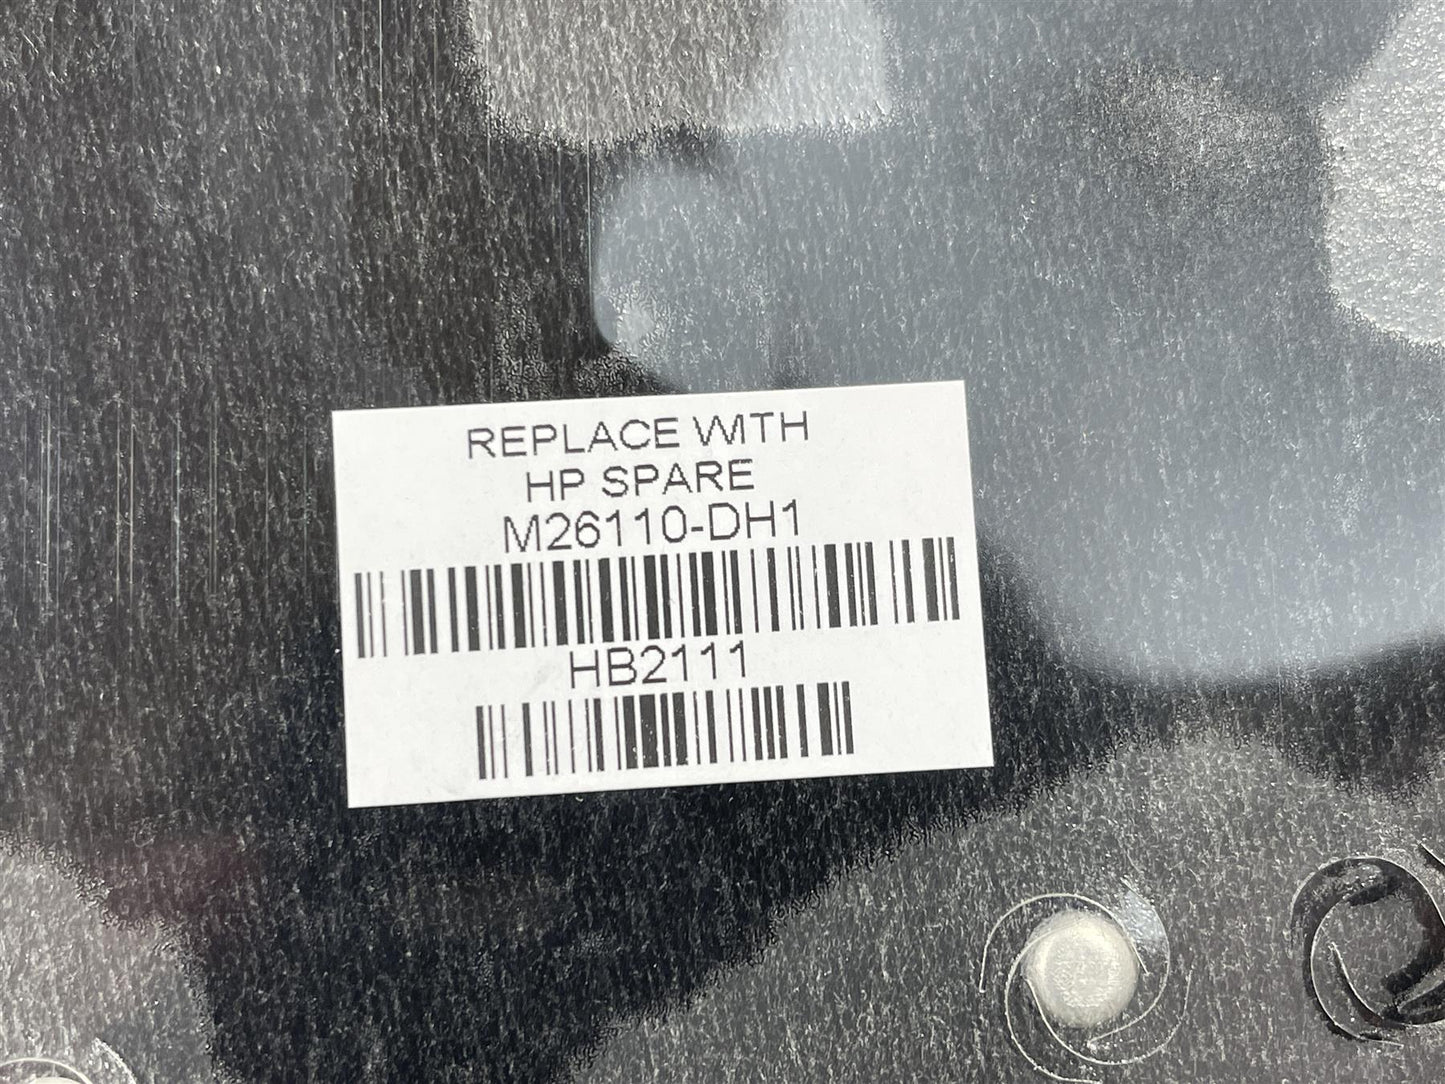 REPLACE WITH
HP SPARE
M26110-DH1
HB2111